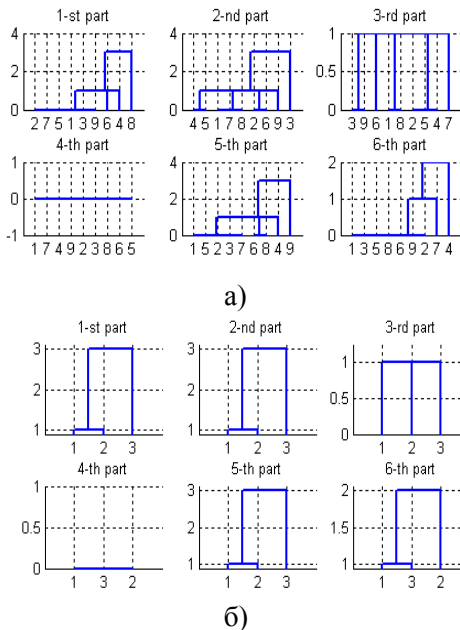 1-st part
2-nd part
3-rd part
4
2
0
2 7 5 1 3 9 6 4 8
4
2
0
4 5 1 7 8 2 6 9 3
1
0.5
0
3 9 6 1 8 2 5 4 7
4-th part
5-th part
6-th part
1
0
-1
1 7 4 9 2 3 8 6 5
4
2
0
1 5 2 3 7 6 8 4 9
2
1
0
1 3 5 8 6 9 2 7 4
а)
1-st part
2-nd part
3-rd part
3
2
1
1 2 3
3
2
1
1 2 3
1
0.5
0
1 2 3
4-th part
5-th part
6-th part
1
0.5
0
1 3 2
3
2
1
1 2 3
2
1.5
1
1 3 2
б)